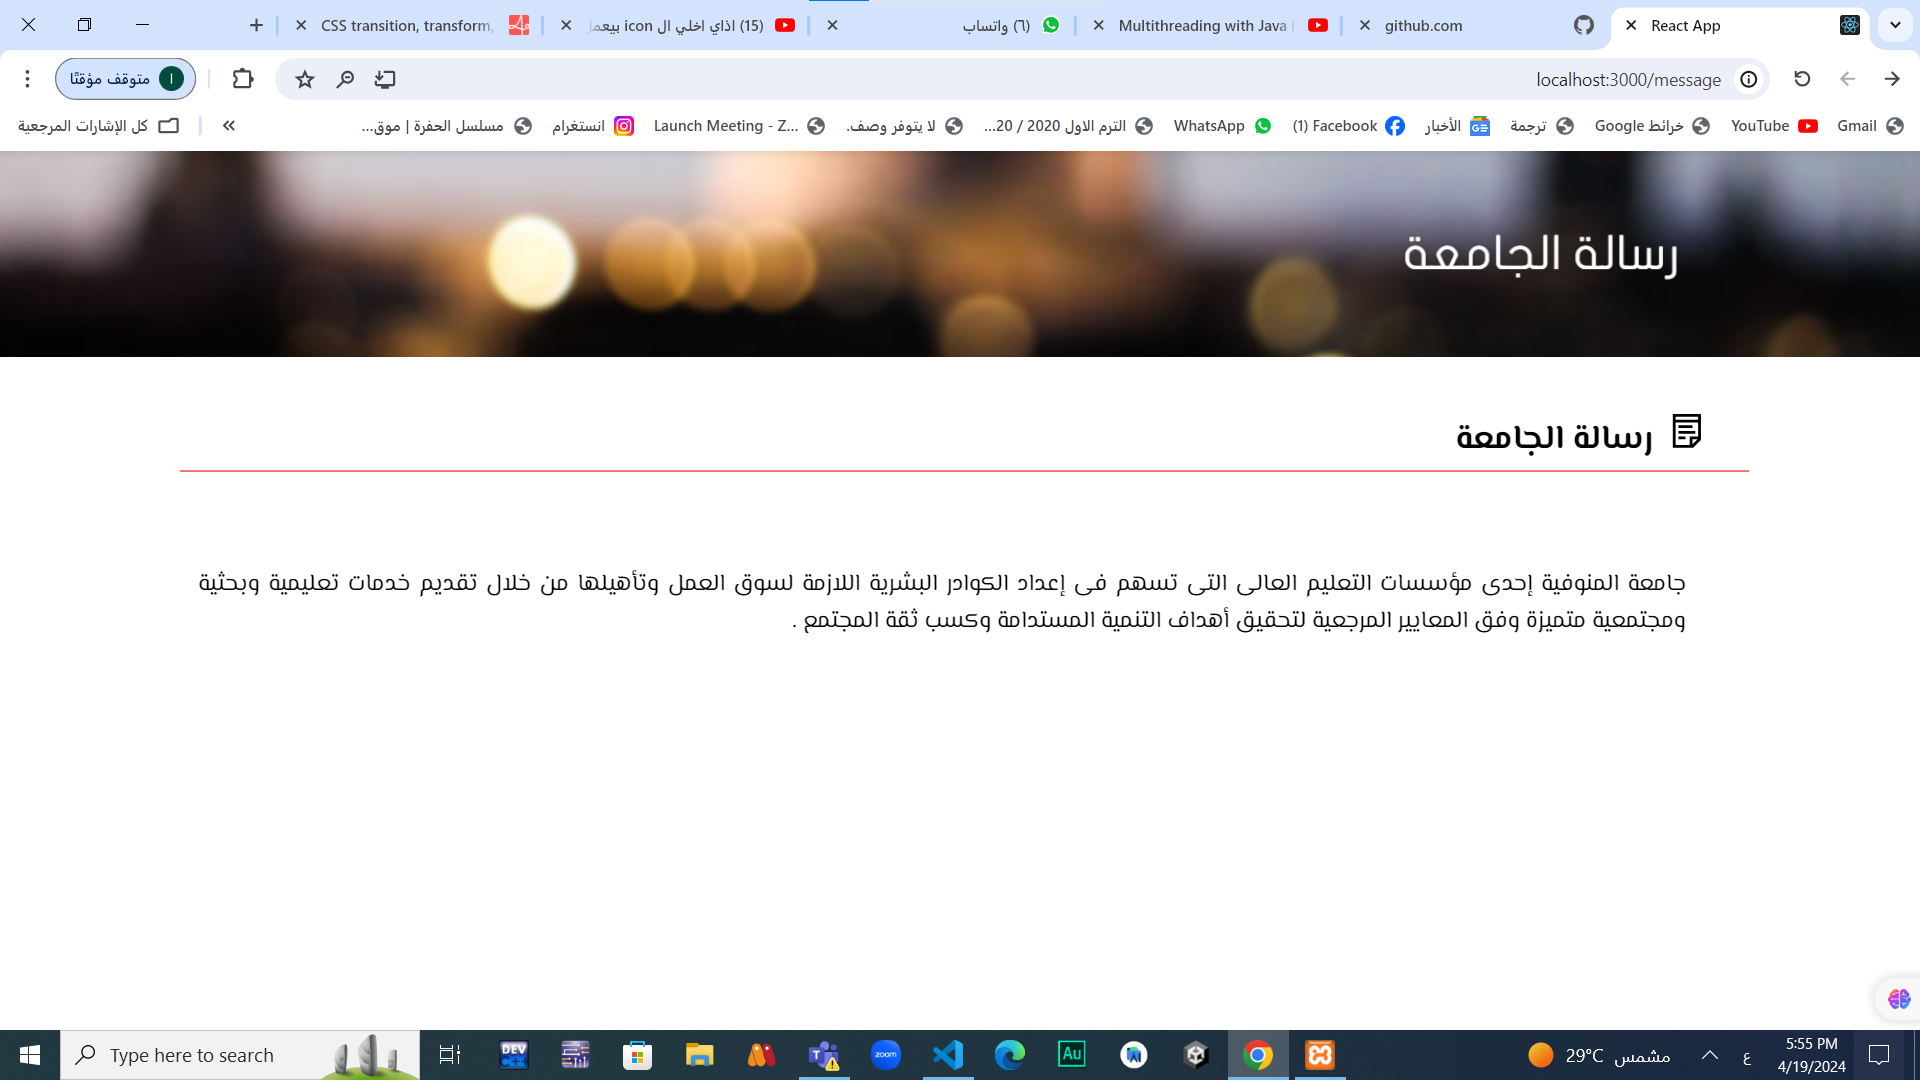 React App
github.com
Multithreading with Java i
(٦) واتساب
(15) اذاي اخلي ال icon بيعمل
CSS transition, transform,
localhost:3000/message
متوقف مؤقتًا
ا
Gmail
YouTube
خرائط Google
ترجمة
الأخبار
(1) Facebook
WhatsApp
الترم الاول 2020 / 20...
لا يتوفر وصف.
Launch Meeting - Z...
انستغرام
مسلسل الحفرة | موق...
كل الإشارات المرجعية
رسالة الجامعة
رسالة الجامعة
جامعة المنوفية إحدى مؤسسات التعليم العالى التى تسهم فى إعداد الكوادر البشرية اللازمة لسوق العمل وتأهيلها من خلال تقديم خدمات تعليمية وبحثية
ومجتمعية متميزة وفق المعايير المرجعية لتحقيق أهداف التنمية المستدامة وكسب ثقة المجتمع .
Type here to search
DEV
C++
zoom
Au
29°C مشمس
ع
5:55 PM
4/19/2024